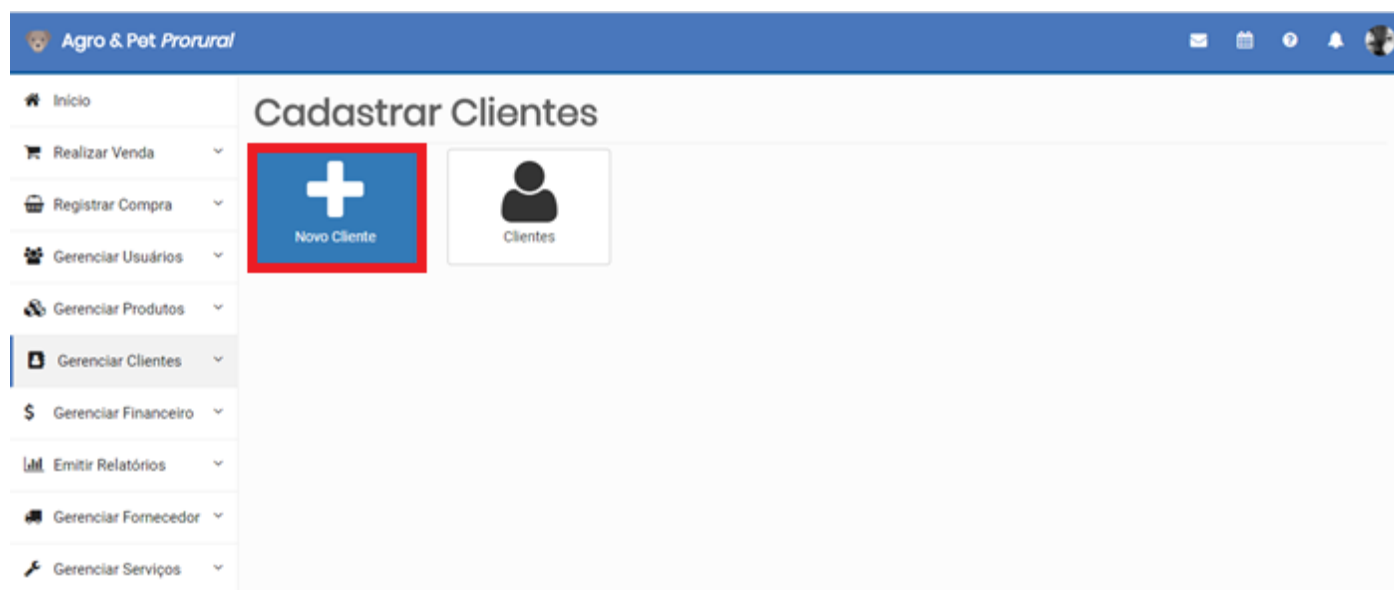 Agro & Pet Prorural
Início
Realizar Venda
Registrar Compra
Gerenciar Usuários
Gerenciar Produtos
Gerenciar Clientes
$ Gerenciar Financeiro
Emitir Relatórios
Gerenciar Fornecedor
Gerenciar Serviços
Cadastrar Clientes
Novo Cliente
Clientes